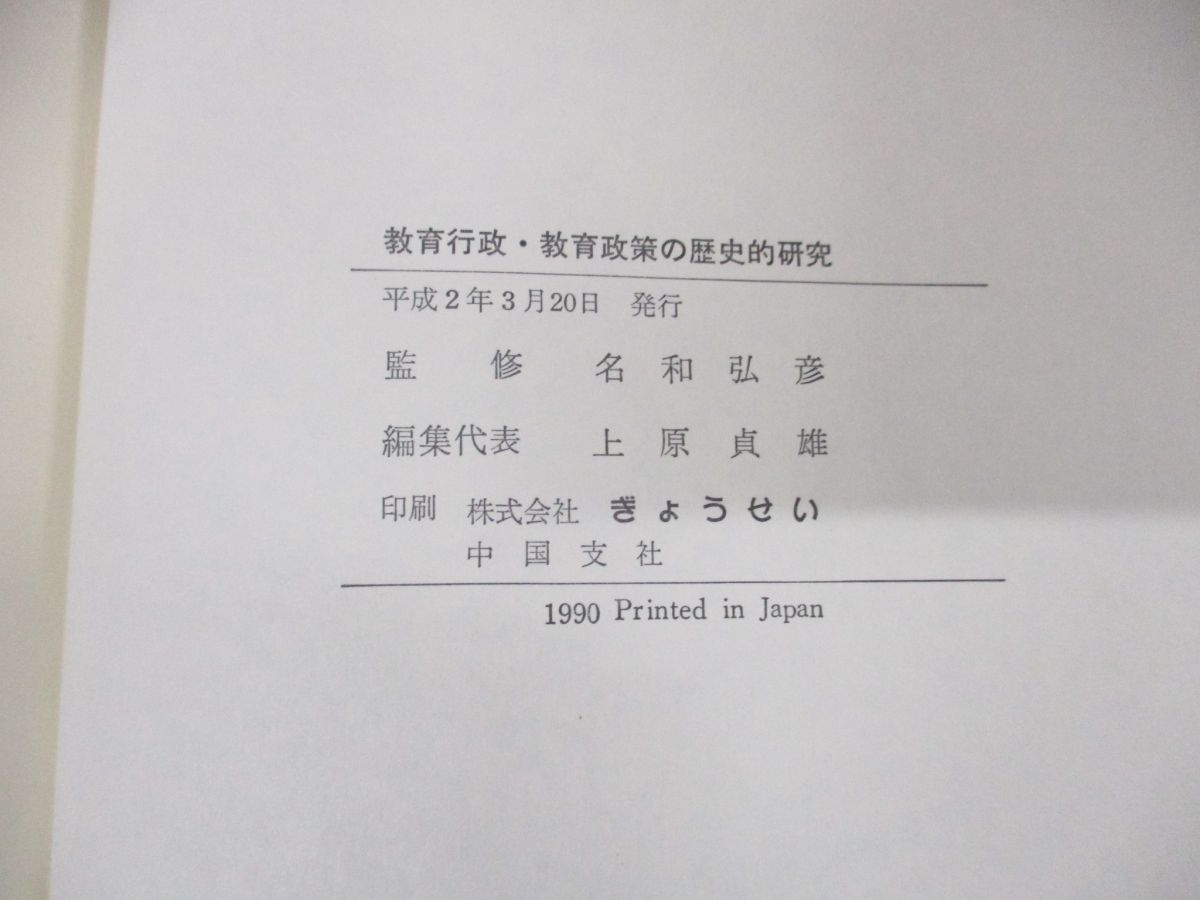 教育行政・教育政策の歴史的研究
平成2年3月20日 発行
監修 名和弘彦
編集代表 上原貞雄
印刷 株式会社 ぎょうせい
中国支社
1990 Printed in Japan